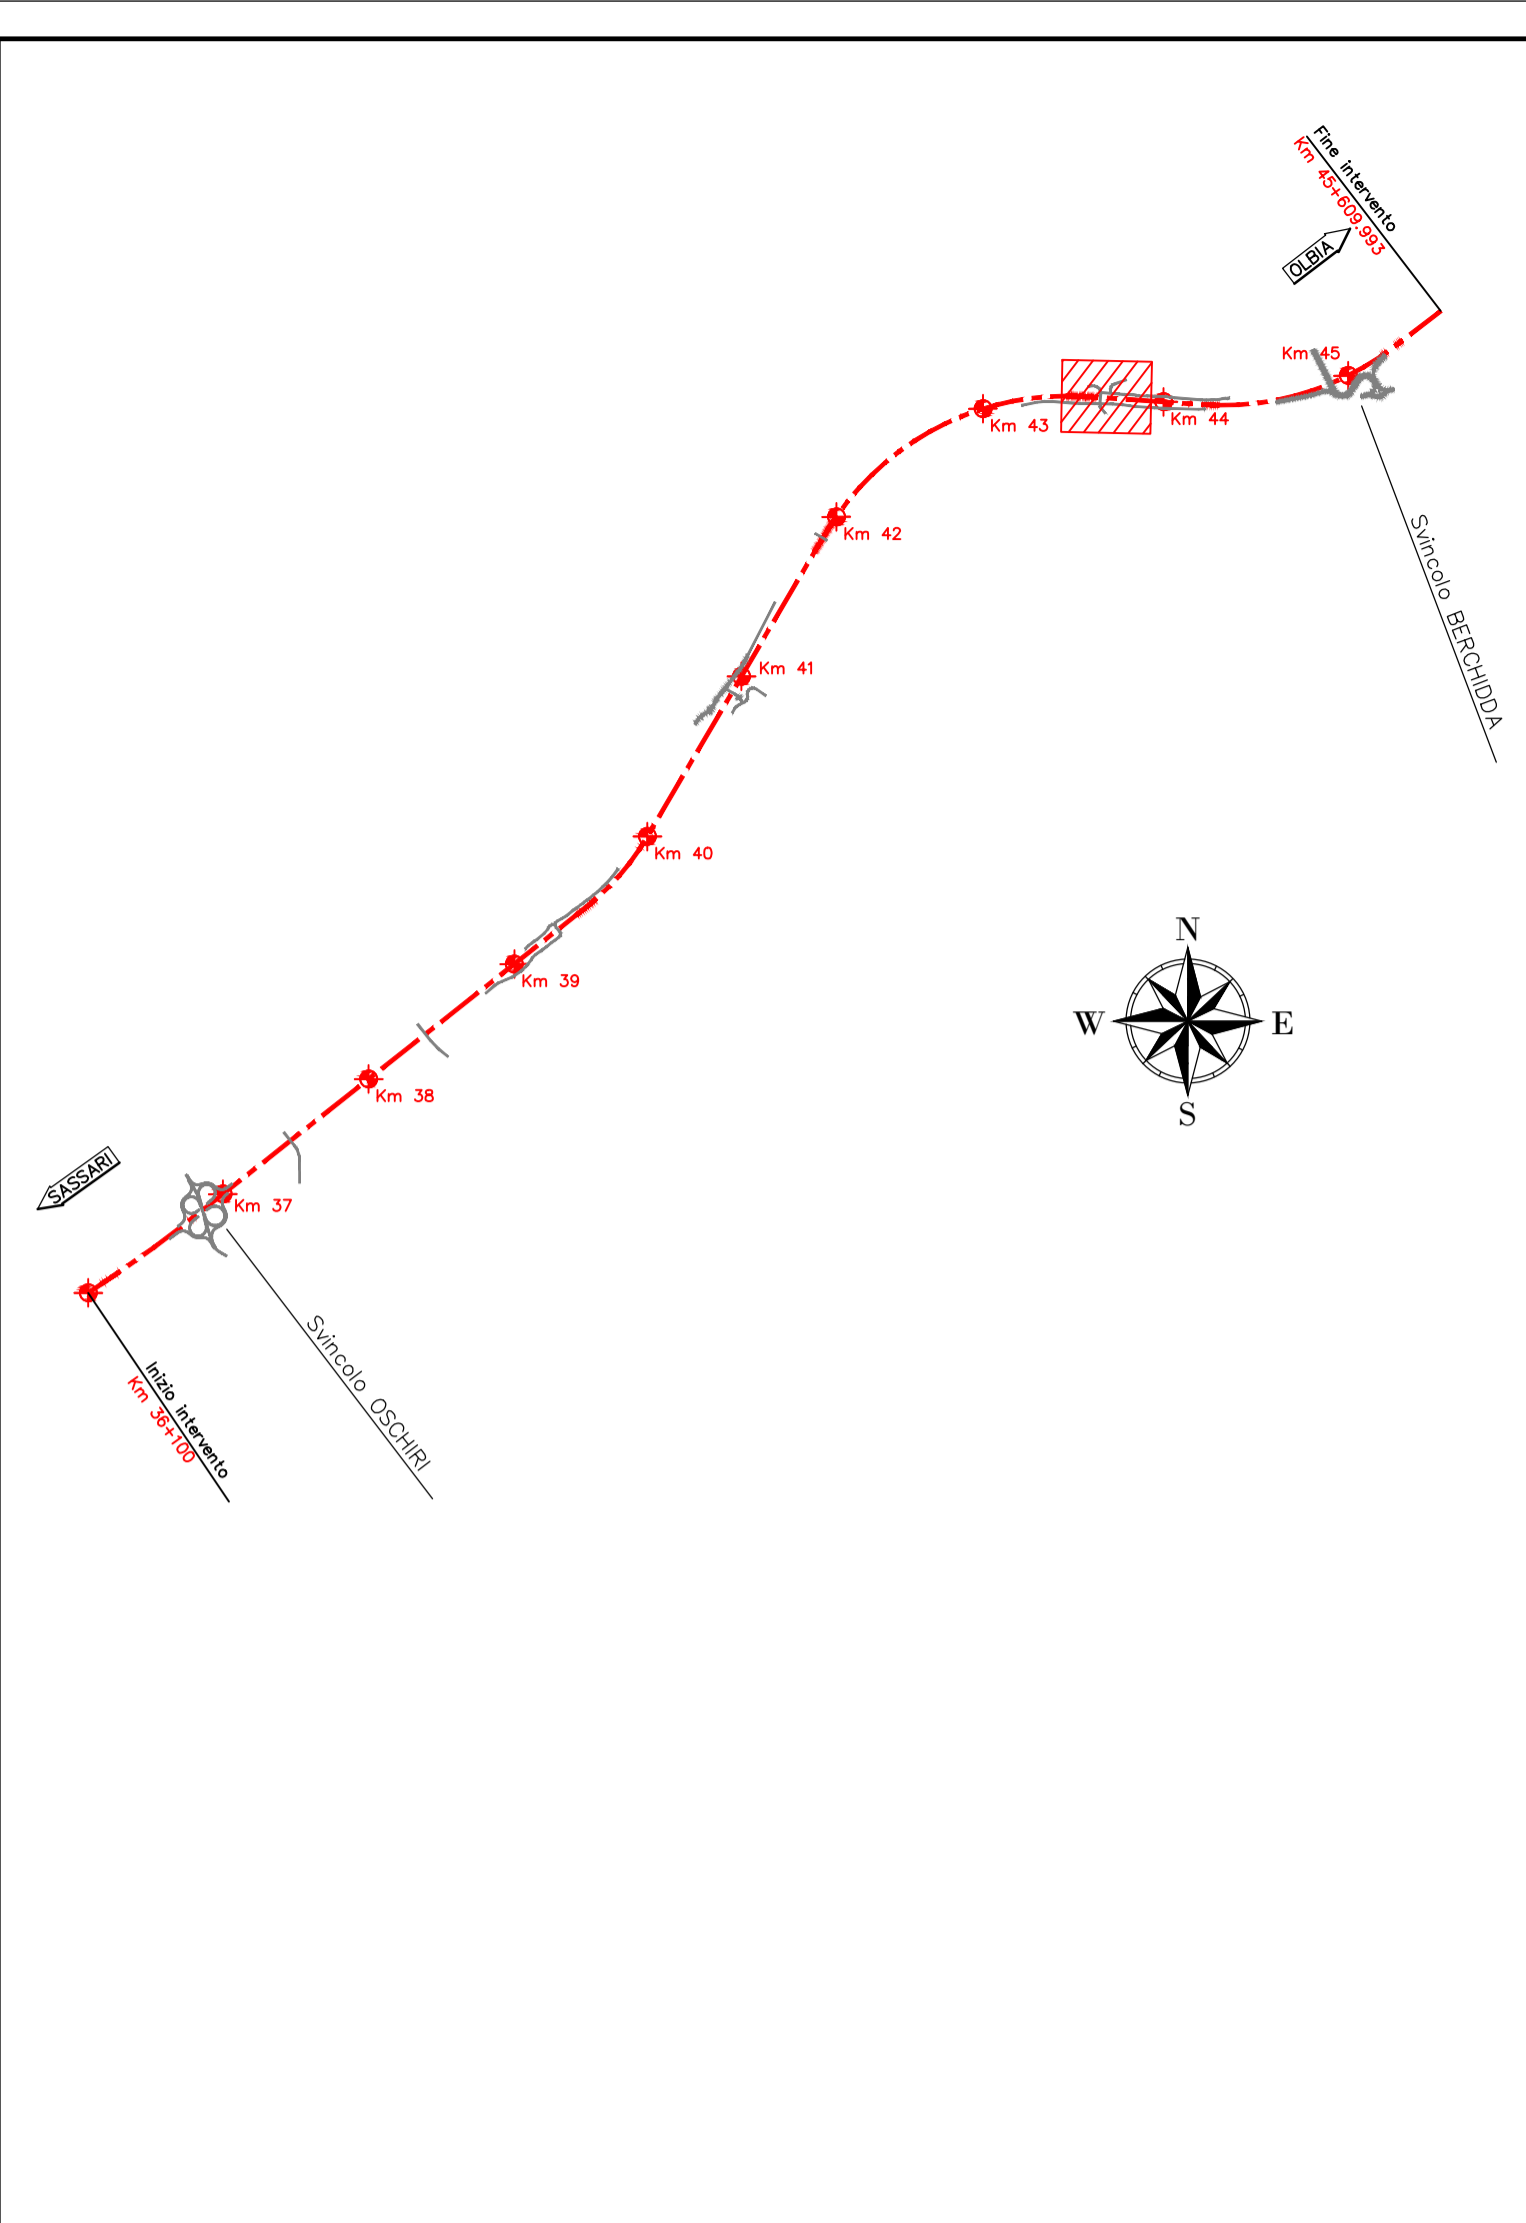 Fine intervento
Km 45+609.993
OLBIA
Km 45
Km 43
Km 44
Svincolo BERCHIDDA
Km 42
Km 41
Km 40
N
W
E
S
Km 39
Km 38
SASSARI
Km 37
Svincolo OSCHIRI
Inizio intervento
Km 36+100